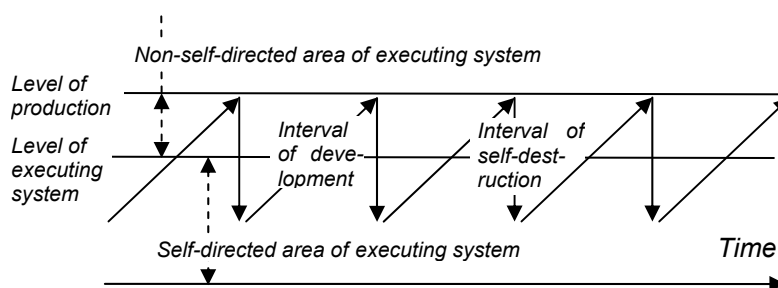 Non-self-directed area of executing system
Level of
production
Level of
executing
system
Interval
of deve-
lopment
Interval of
self-dest-
ruction
Self-directed area of executing system
Time